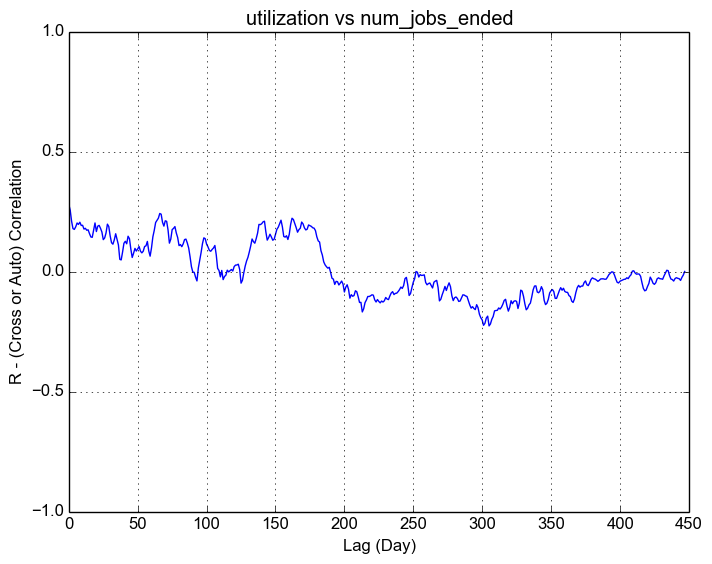 utilization vs num_jobs_ended
1.0
0.5
0.0
−0.5
−1.0
R - (Cross or Auto) Correlation
0 50 100 150 200 250 300 350 400 450
Lag (Day)